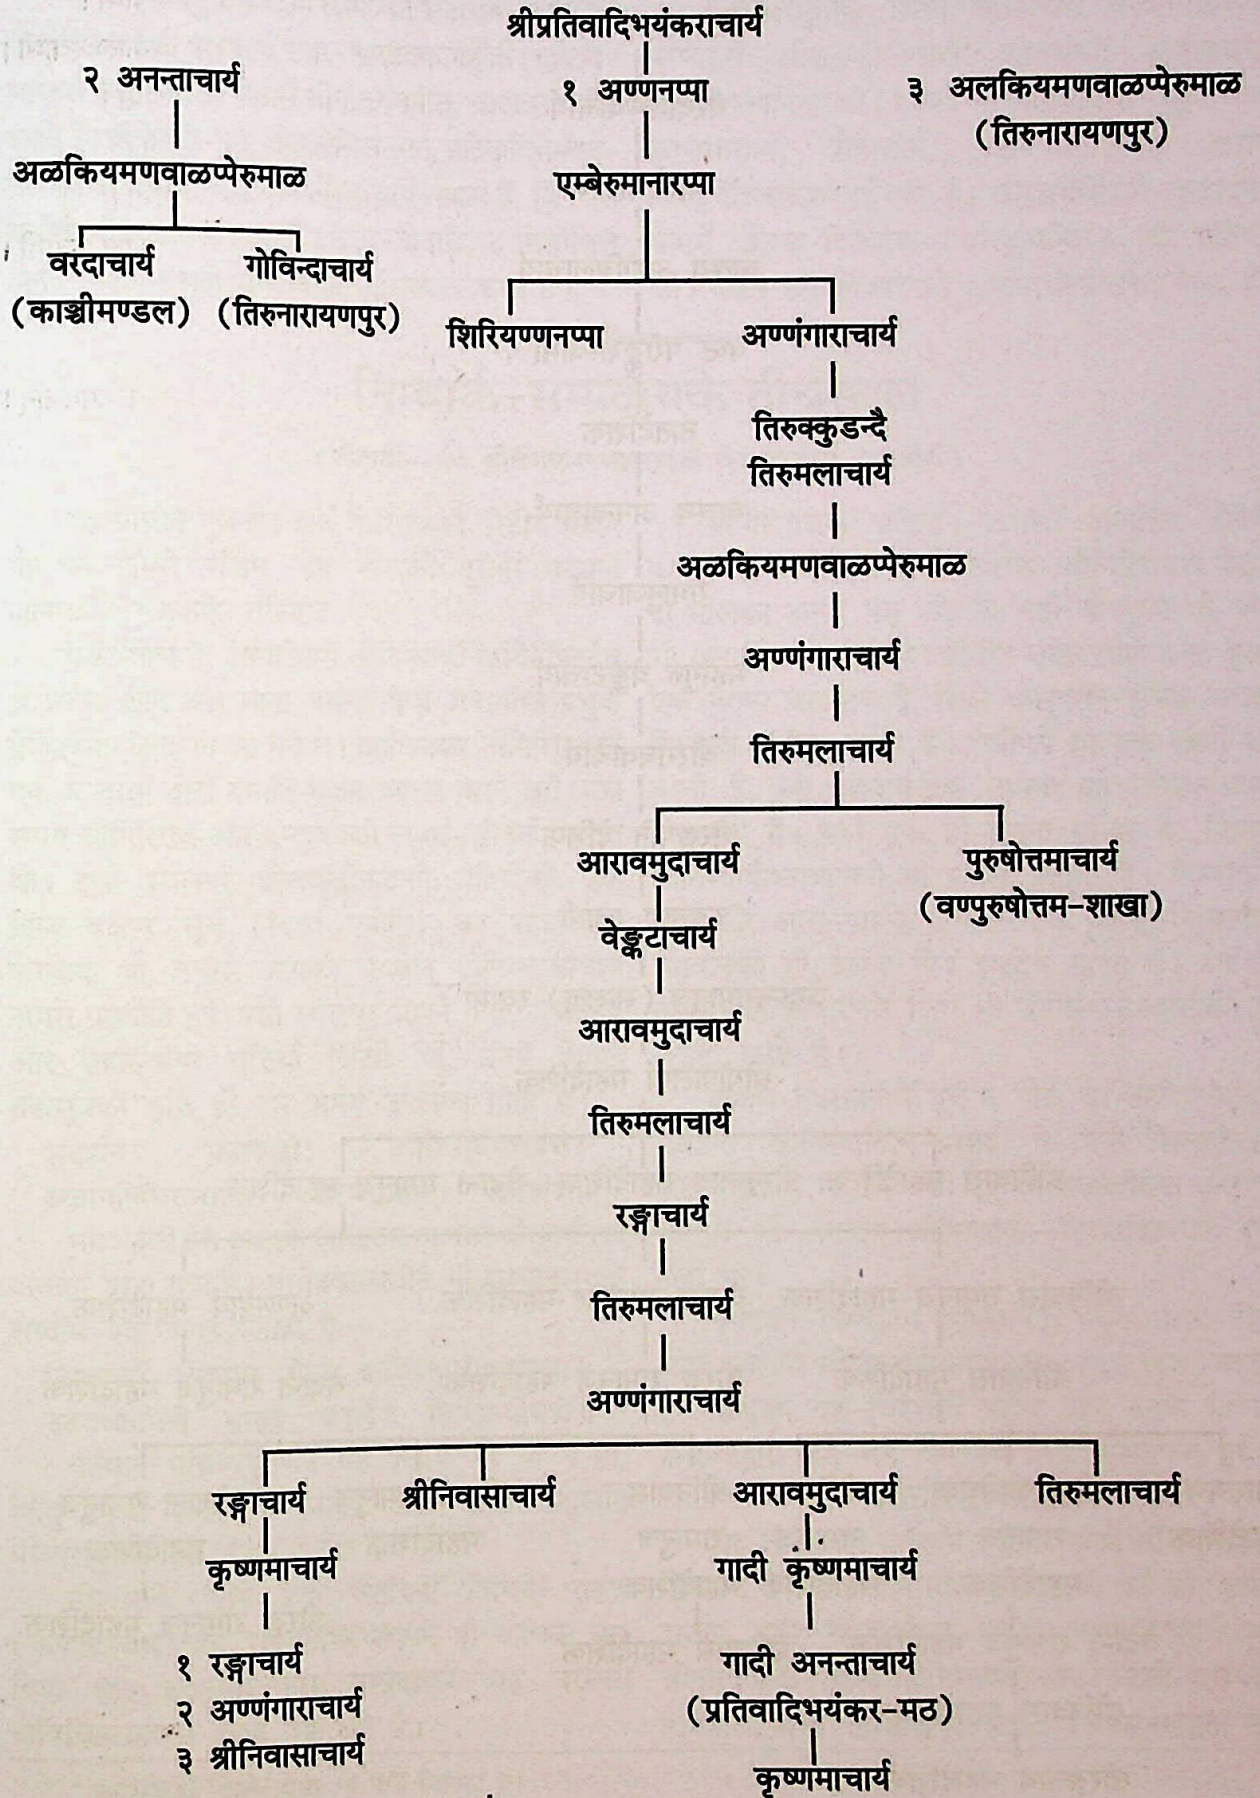 श्रीप्रतिवादिभयंकराचार्य
२ अनन्ताचार्य
१ अण्णनप्पा
३ अलकियमणवाळप्पेरुमाळ
(तिरुनारायणपुर)
अळकियमणवाळप्पेरुमाळ
एम्बेरुमानारप्पा
वरदाचार्य
गोविन्दाचार्य
(काञ्चीमण्डल)
(तिरुनारायणपुर)
शिरियण्णनप्पा
अण्णंगाराचार्य
तिरुक्कुडन्दै
तिरुमलाचार्य
अळकियमणवाळप्पेरुमाळ
अण्णंगाराचार्य
तिरुमलाचार्य
आरावमुदाचार्य
पुरुषोत्तमाचार्य
(वण्पुरुषोत्तम-शाखा)
वेङ्कटाचार्य
आरावमुदाचार्य
तिरुमलाचार्य
रङ्गाचार्य
तिरुमलाचार्य
अण्णंगाराचार्य
रङ्गाचार्य
श्रीनिवासाचार्य
आरावमुदाचार्य
तिरुमलाचार्य
कृष्णमाचार्य
गादी कृष्णमाचार्य
१ रङ्गाचार्य
२ अण्णंगाराचार्य
३ श्रीनिवासाचार्य
गादी अनन्ताचार्य
(प्रतिवादिभयंकर-मठ)
कृष्णमाचार्य